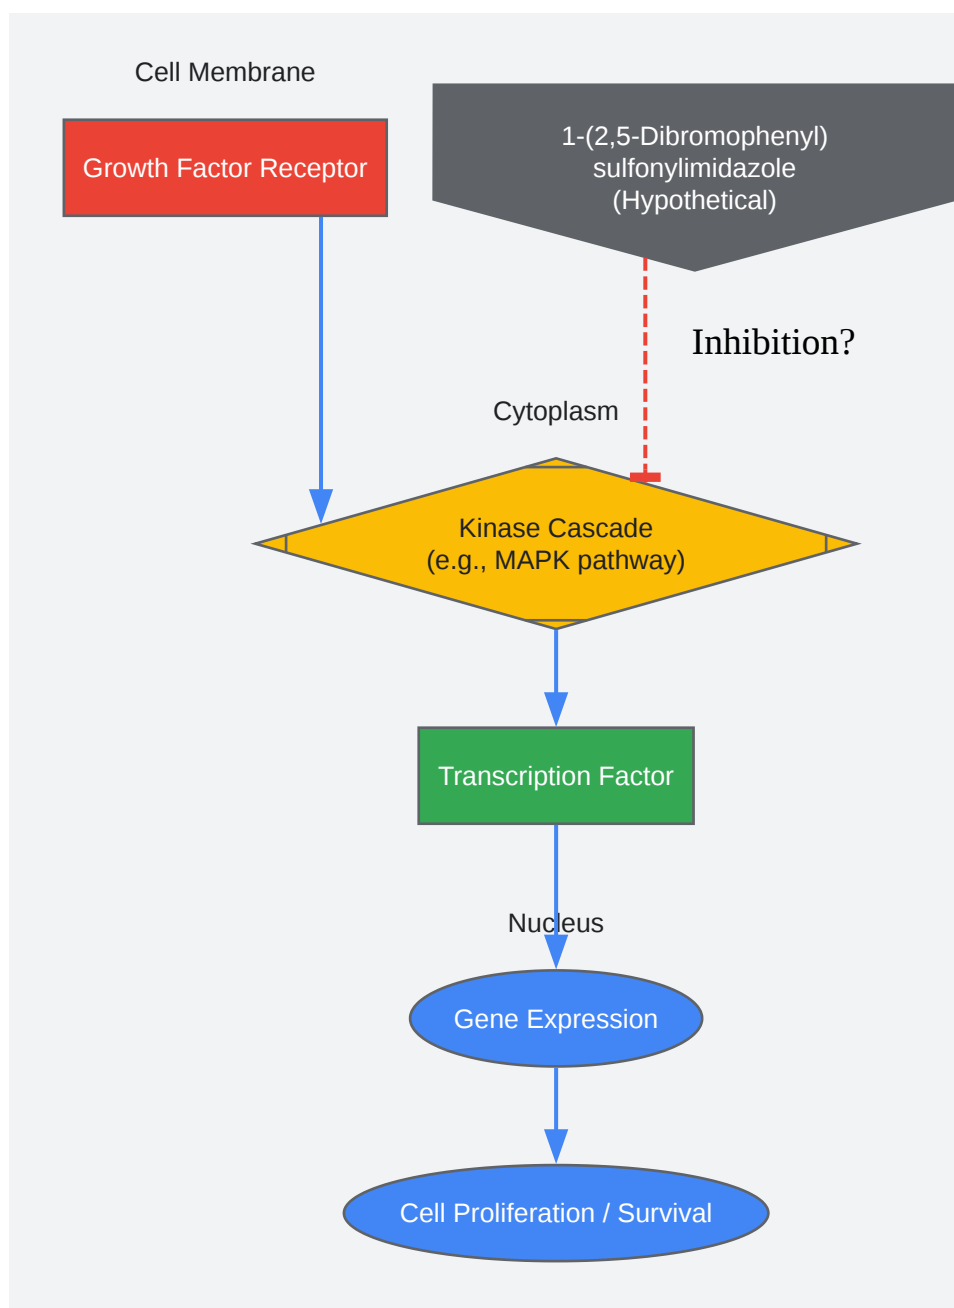 Cell Membrane
Growth Factor Receptor
1-(2,5-Dibromophenyl)
sulfonylimidazole
(Hypothetical)
Inhibition?
Cytoplasm
Kinase Cascade
(e.g., MAPK pathway)
Transcription Factor
Nucleus
Gene Expression
Cell Proliferation / Survival